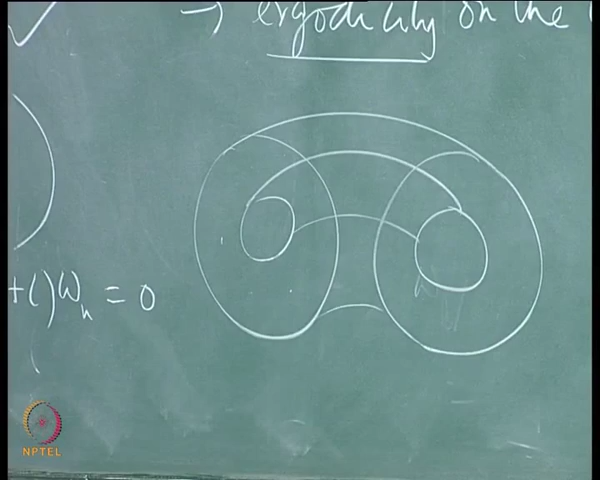 → ergodicity on the
+( )ω_n = 0
NPTEL